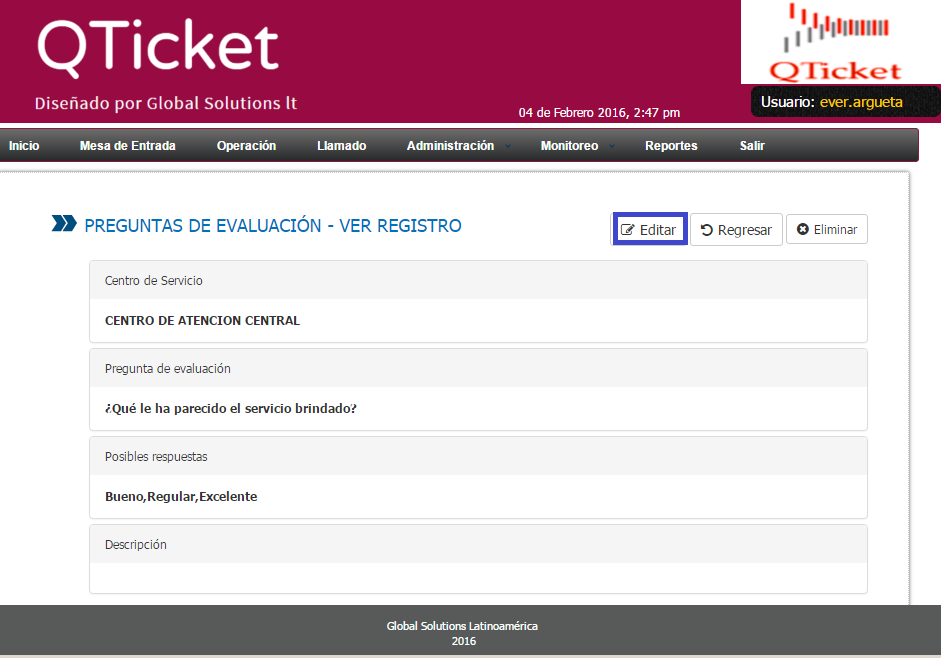 QTicket
Diseñado por Global Solutions lt
04 de Febrero 2016, 2:47 pm
QTicket
Usuario: ever.argueta
Inicio Mesa de Entrada Operación Llamado Administración Monitoreo Reportes Salir
PREGUNTAS DE EVALUACIÓN - VER REGISTRO
Editar Regresar Eliminar
Centro de Servicio
CENTRO DE ATENCION CENTRAL
Pregunta de evaluación
¿Qué le ha parecido el servicio brindado?
Posibles respuestas
Bueno,Regular,Excelente
Descripción
Global Solutions Latinoamérica
2016